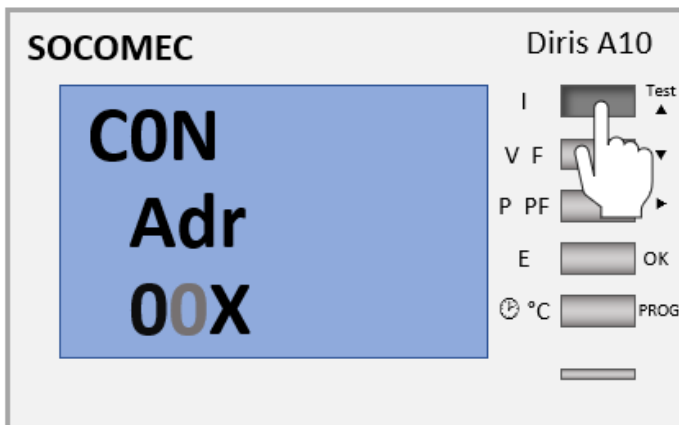 SOCOMEC
Diris A10
C0N
Adr
00X
I
Test
V F
P PF
E
OK
°C
PROG